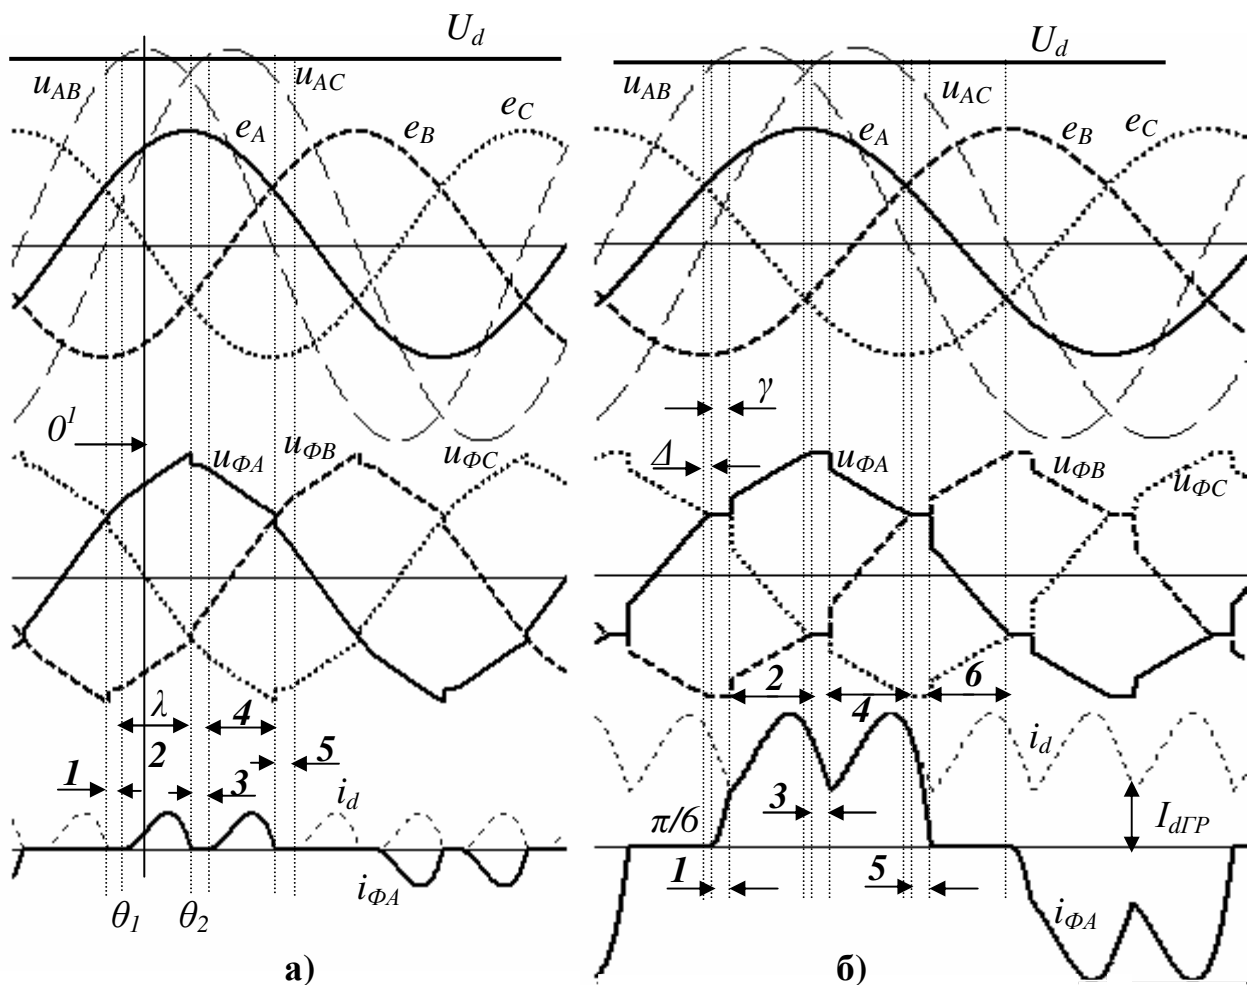 U_d
u_AB
u_AC
e_A
e_B
e_C
0^1
u_ΦA
u_ΦB
u_ΦC
λ
4
1
2
3
5
i_d
i_ΦA
θ_1
θ_2
а)
U_d
u_AB
u_AC
e_A
e_B
e_C
γ
Δ
u_ΦA
u_ΦB
u_ΦC
2
4
6
i_d
3
π/6
I_dГР
1
5
i_ΦA
б)